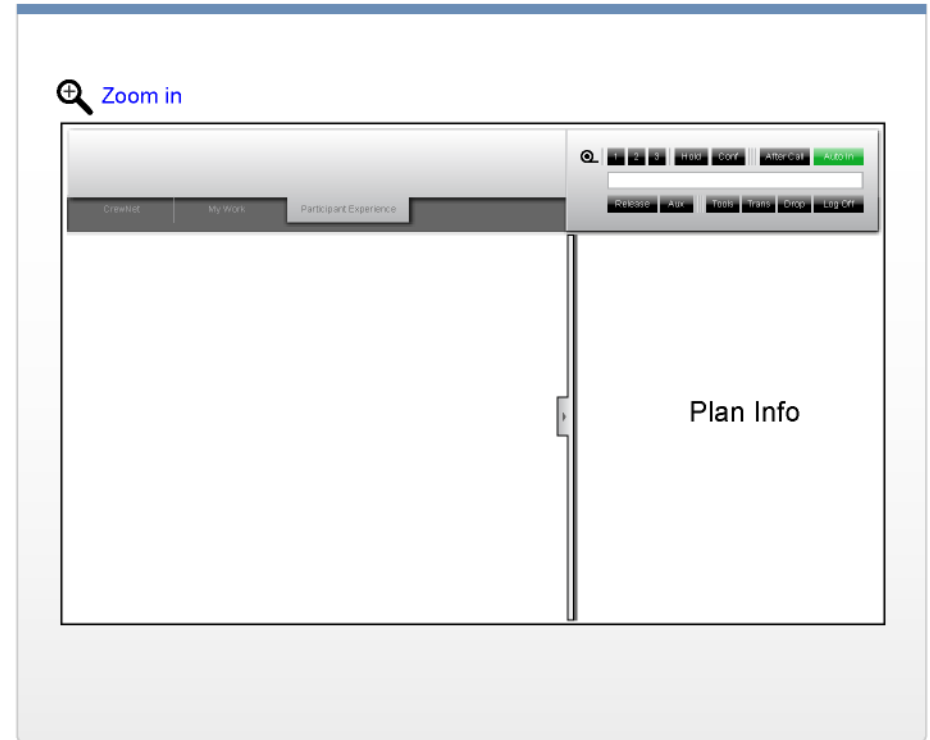 Zoom in
1 2 3 Hold Conf After Call Auto In
Release Aux Tools Trans Drop Log Off
CrewNet My Work Participant Experience
Plan Info